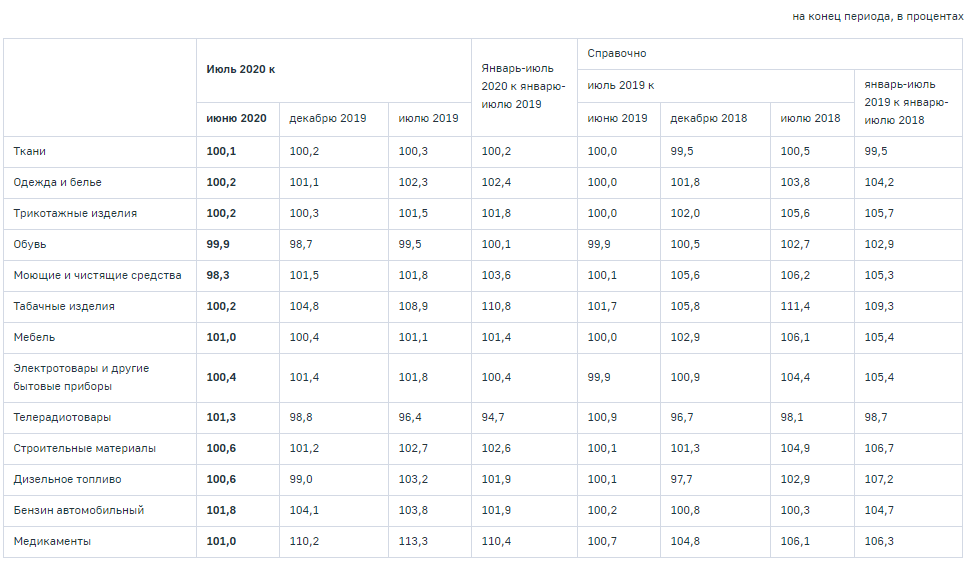 на конец периода, в процентах
Июль 2020 к
Январь-июль
2020 к январю-
июлю 2019
Справочно
июль 2019 к
январь-июль
2019 к январю-
июлю 2018
июню 2020 декабрю 2019 июлю 2019 июню 2019 декабрю 2018 июлю 2018
Ткани 100,1 100,2 100,3 100,2 100,0 99,5 100,5 99,5
Одежда и белье 100,2 101,1 102,3 102,4 100,0 101,8 103,8 104,2
Трикотажные изделия 100,2 100,3 101,5 101,8 100,0 102,0 105,6 105,7
Обувь 99,9 98,7 99,5 100,1 99,9 100,5 102,7 102,9
Моющие и чистящие средства 98,3 101,5 101,8 103,6 100,1 105,6 106,2 105,3
Табачные изделия 100,2 104,8 108,9 110,8 101,7 105,8 111,4 109,3
Мебель 101,0 100,4 101,1 101,4 100,0 102,9 106,1 105,4
Электротовары и другие
бытовые приборы 100,4 101,4 101,8 100,4 99,9 100,9 104,4 105,4
Телерадиотовары 101,3 98,8 96,4 94,7 100,9 96,7 98,1 98,7
Строительные материалы 100,6 101,2 102,7 102,6 100,1 101,3 104,9 106,7
Дизельное топливо 100,6 99,0 103,2 101,9 100,1 97,7 102,9 107,2
Бензин автомобильный 101,8 104,1 103,8 101,9 100,2 100,8 100,3 104,7
Медикаменты 101,0 110,2 113,3 110,4 100,7 104,8 106,1 106,3